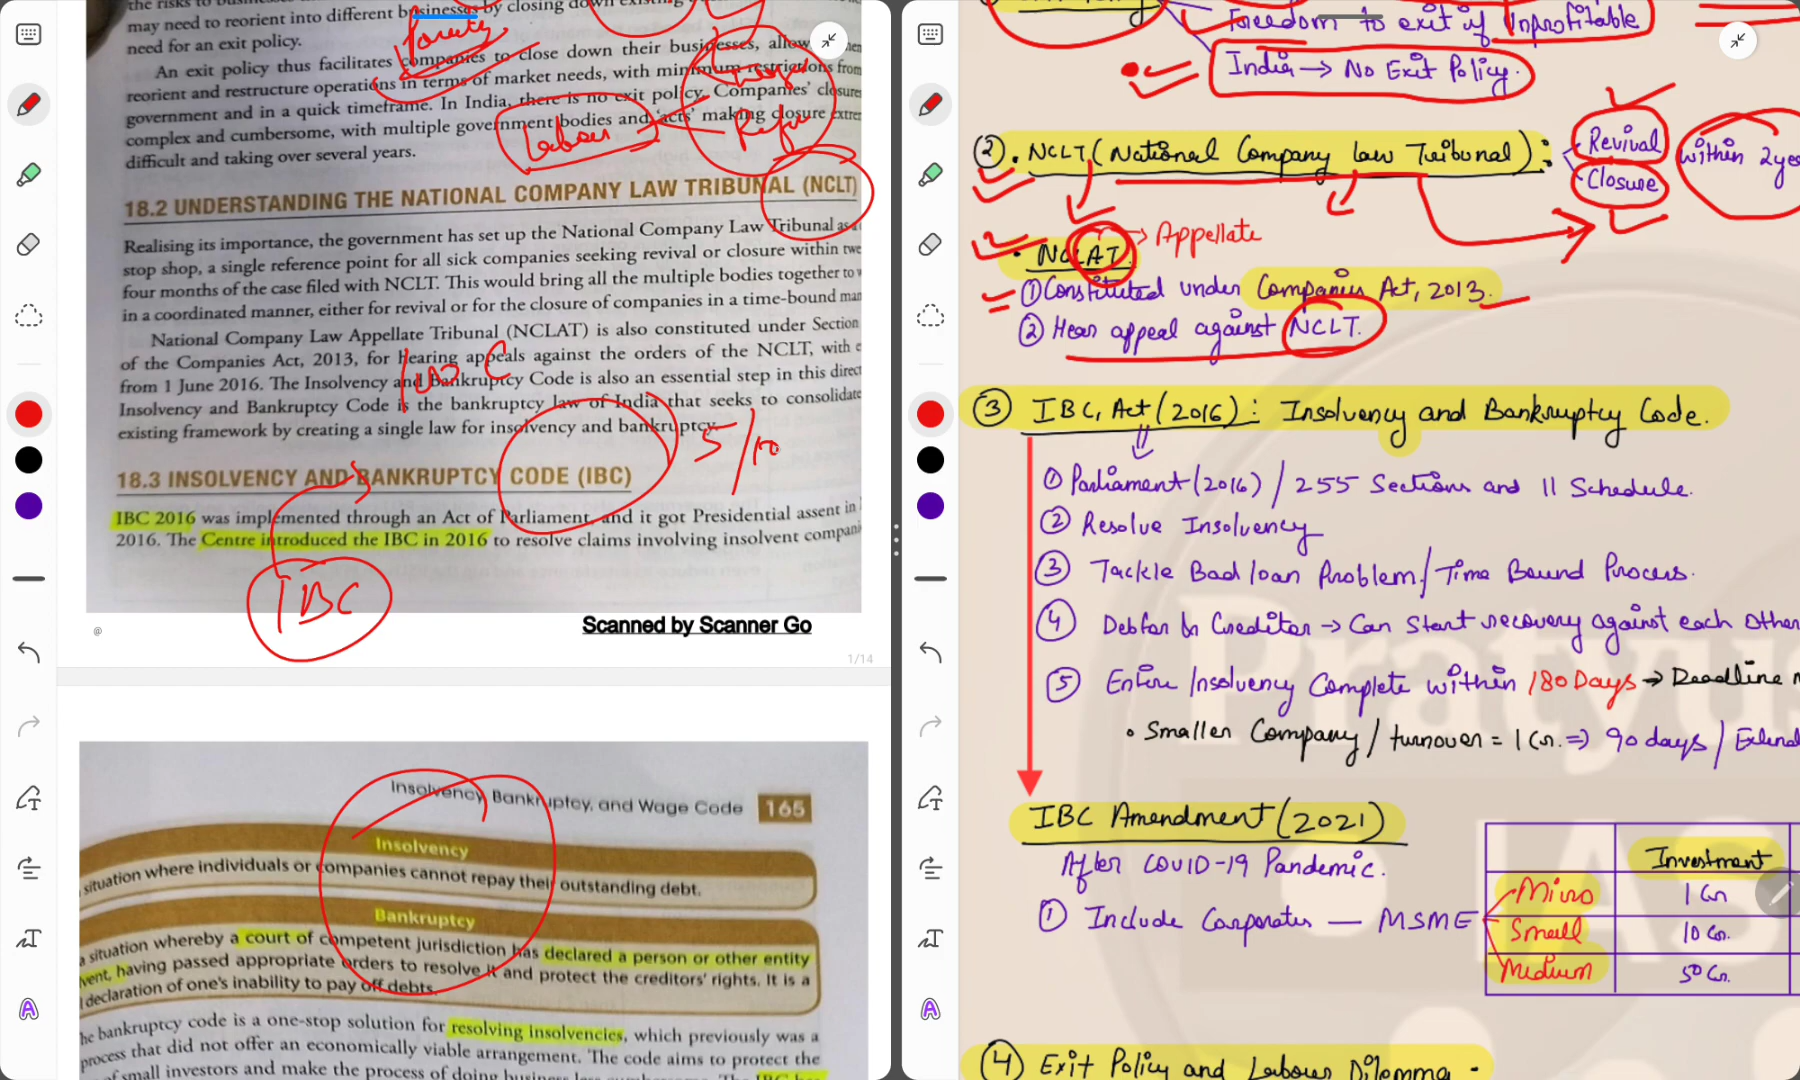 the risks to businesses by closing down
may need to reorient into different businesses by closing down existing
need for an exit policy.
An exit policy thus facilitates companies to close down their businesses, allow
reorient and restructure operations in terms of market needs, with minimum restrictions from
government and in a quick timeframe. In India, there is no exit policy. Companies' closure
complex and cumbersome, with multiple government bodies and 'acts' making closure
difficult and taking over several years.
Labour
18.2 UNDERSTANDING THE NATIONAL COMPANY LAW TRIBUNAL (NCLT)
Realising its importance, the government has set up the National Company Law Tribunal as
stop shop, a single reference point for all sick companies seeking revival or closure within
four months of the case filed with NCLT. This would bring all the multiple bodies together to
in a coordinated manner, either for revival or for the closure of companies in a time-bound
National Company Law Appellate Tribunal (NCLAT) is also constituted under Section
of the Companies Act, 2013, for hearing appeals against the orders of the NCLT, with
from 1 June 2016. The Insolvency and Bankruptcy Code is also an essential step in this
Insolvency and Bankruptcy Code is the bankruptcy law of India that seeks to consolidate
existing framework by creating a single law for insolvency and bankruptcy.
18.3 INSOLVENCY AND BANKRUPTCY CODE (IBC)
IBC 2016 was implemented through an Act of Parliament, and it got Presidential assent in
2016. The Centre introduced the IBC in 2016 to resolve claims involving insolvent
IBC
Scanned by Scanner Go
@
1/14
Insolvency, Bankruptcy, and Wage Code 165
Insolvency
situation where individuals or companies cannot repay their outstanding debt.
Bankruptcy
situation whereby a court of competent jurisdiction has declared a person or other entity
having passed appropriate orders to resolve it and protect the creditors' rights. It is a
declaration of one's inability to pay off debts.
bankruptcy code is a one-stop solution for resolving insolvencies, which previously was a
process that did not offer an economically viable arrangement. The code aims to protect the
of small investors and make the process of doing business less
Freedom to exit if Unprofitable
India → No Exit Policy.
② . NCLT (National Company law Tribunal) :
Revival
Closure
within 2
• NCLAT → Appellate
① Constituted under Companies Act, 2013.
② Hear appeal against NCLT.
③ IBC, Act (2016) : Insolvency and Bankruptcy Code.
① Parliament (2016) / 255 Sections and 11 Schedule.
② Resolve Insolvency
③ Tackle Bad loan Problem / Time Bound Process.
④ Debtor & Creditor → Can Start recovery against each other
⑤ Entire Insolvency Complete within 180 Days → Deadline
• Smaller Company / turnover = 1 Cr. ⇒ 90 days /
IBC Amendment (2021)
After COVID-19 Pandemic.
① Include Corporates — MSME
Investment
Micro 1 Cr
Small 10 Cr.
Medium 50 Cr.
④ Exit Policy and Labour Dilemma -